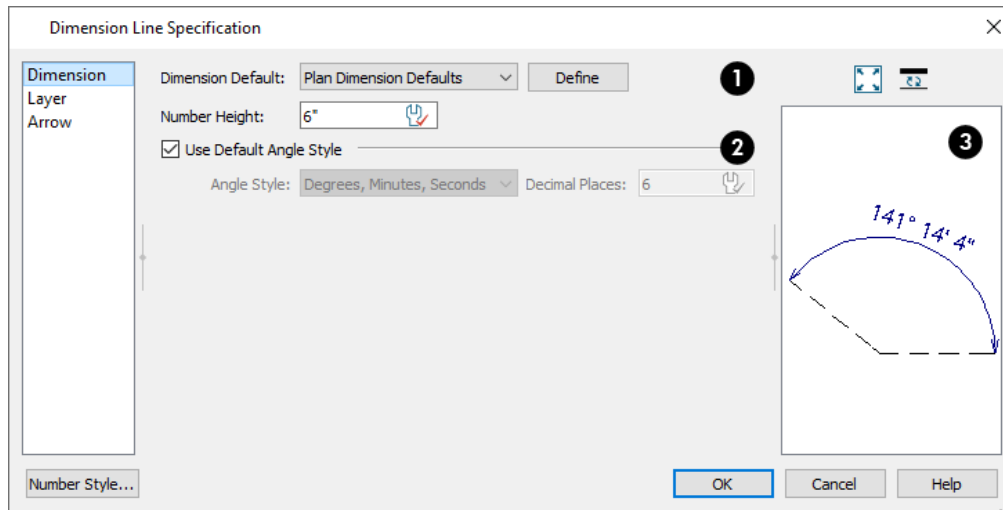 Dimension Line Specification
Dimension
Layer
Arrow
Dimension Default: Plan Dimension Defaults Define 1
Number Height: 6"
Use Default Angle Style 2
Angle Style: Degrees, Minutes, Seconds Decimal Places: 6
3
141° 14' 4"
Number Style... OK Cancel Help